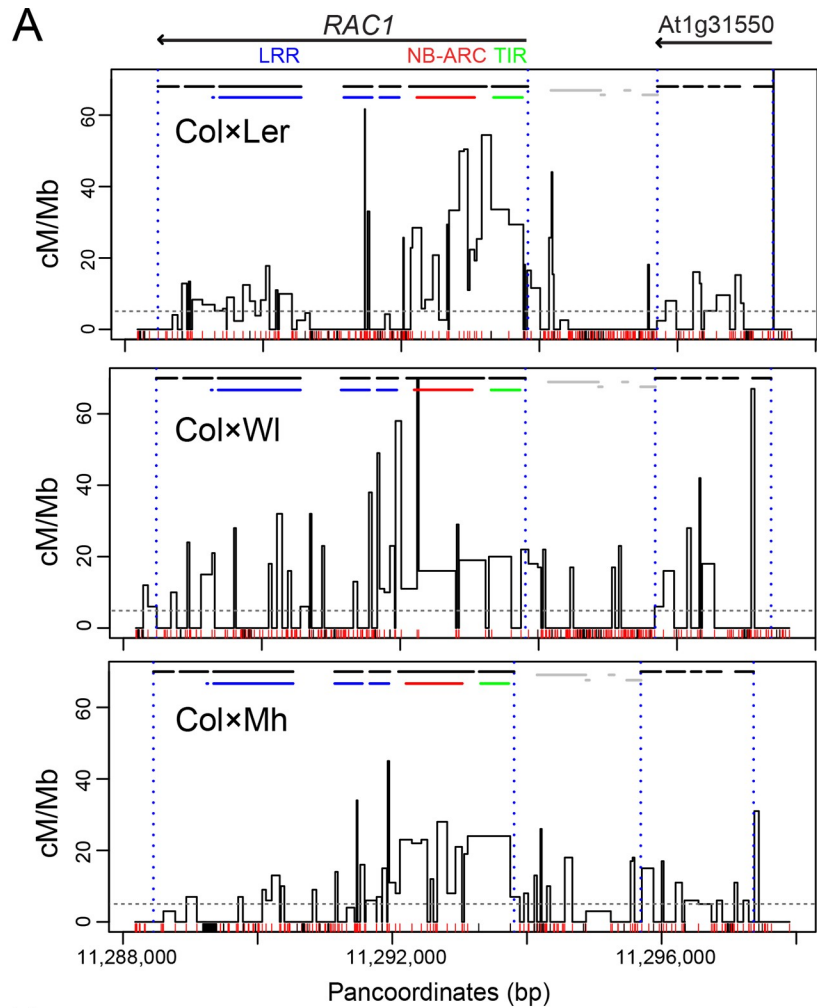 A
RAC1
At1g31550
LRR
NB-ARC
TIR
Col×Ler
cM/Mb
60
40
20
0
Col×Wl
cM/Mb
60
40
20
0
Col×Mh
cM/Mb
60
40
20
0
11,288,000
11,292,000
11,296,000
Pancoordinates (bp)